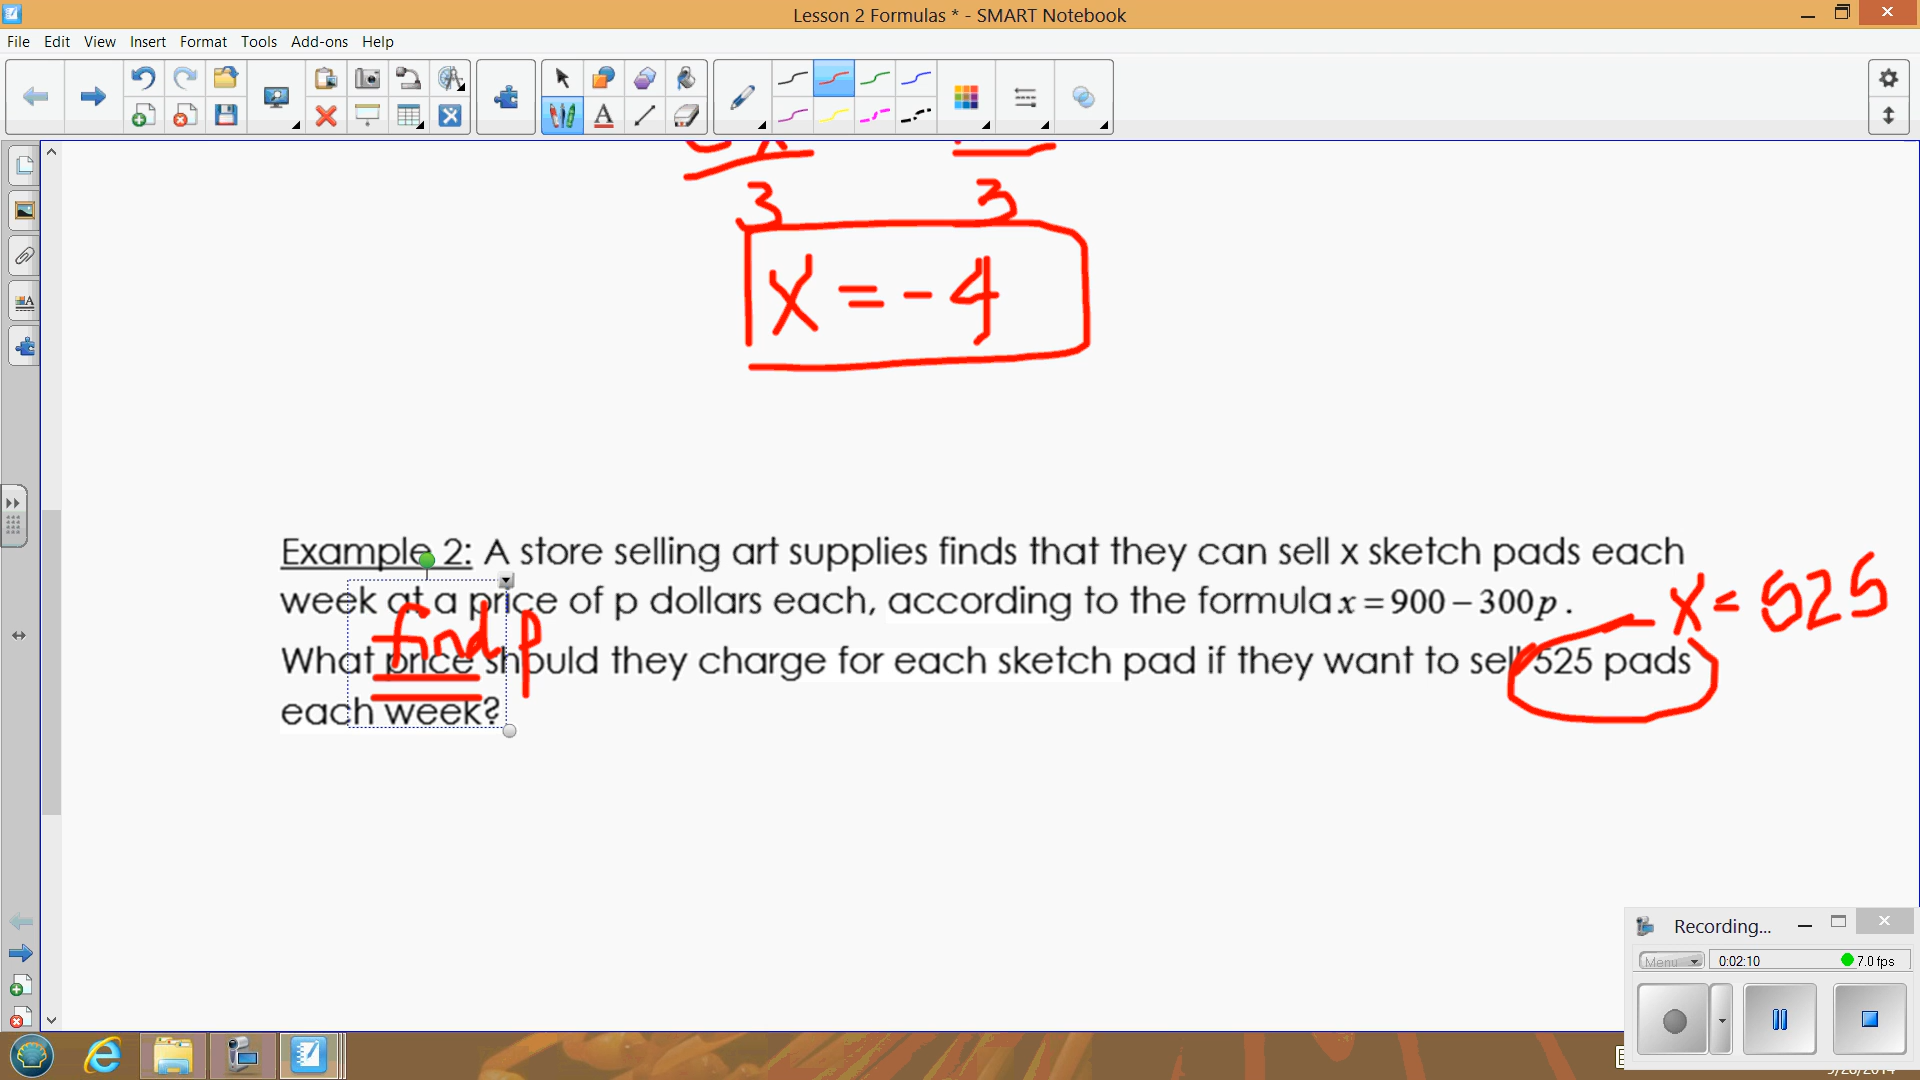 Lesson 2 Formulas * - SMART Notebook
File Edit View Insert Format Tools Add-ons Help
3 3
x = - 4
Example 2: A store selling art supplies finds that they can sell x sketch pads each
week at a price of p dollars each, according to the formula x = 900 – 300p .
x = 525
find p
What price should they charge for each sketch pad if they want to sell 525 pads
each week?
Recording...
Menu 0:02:10 7.0 fps